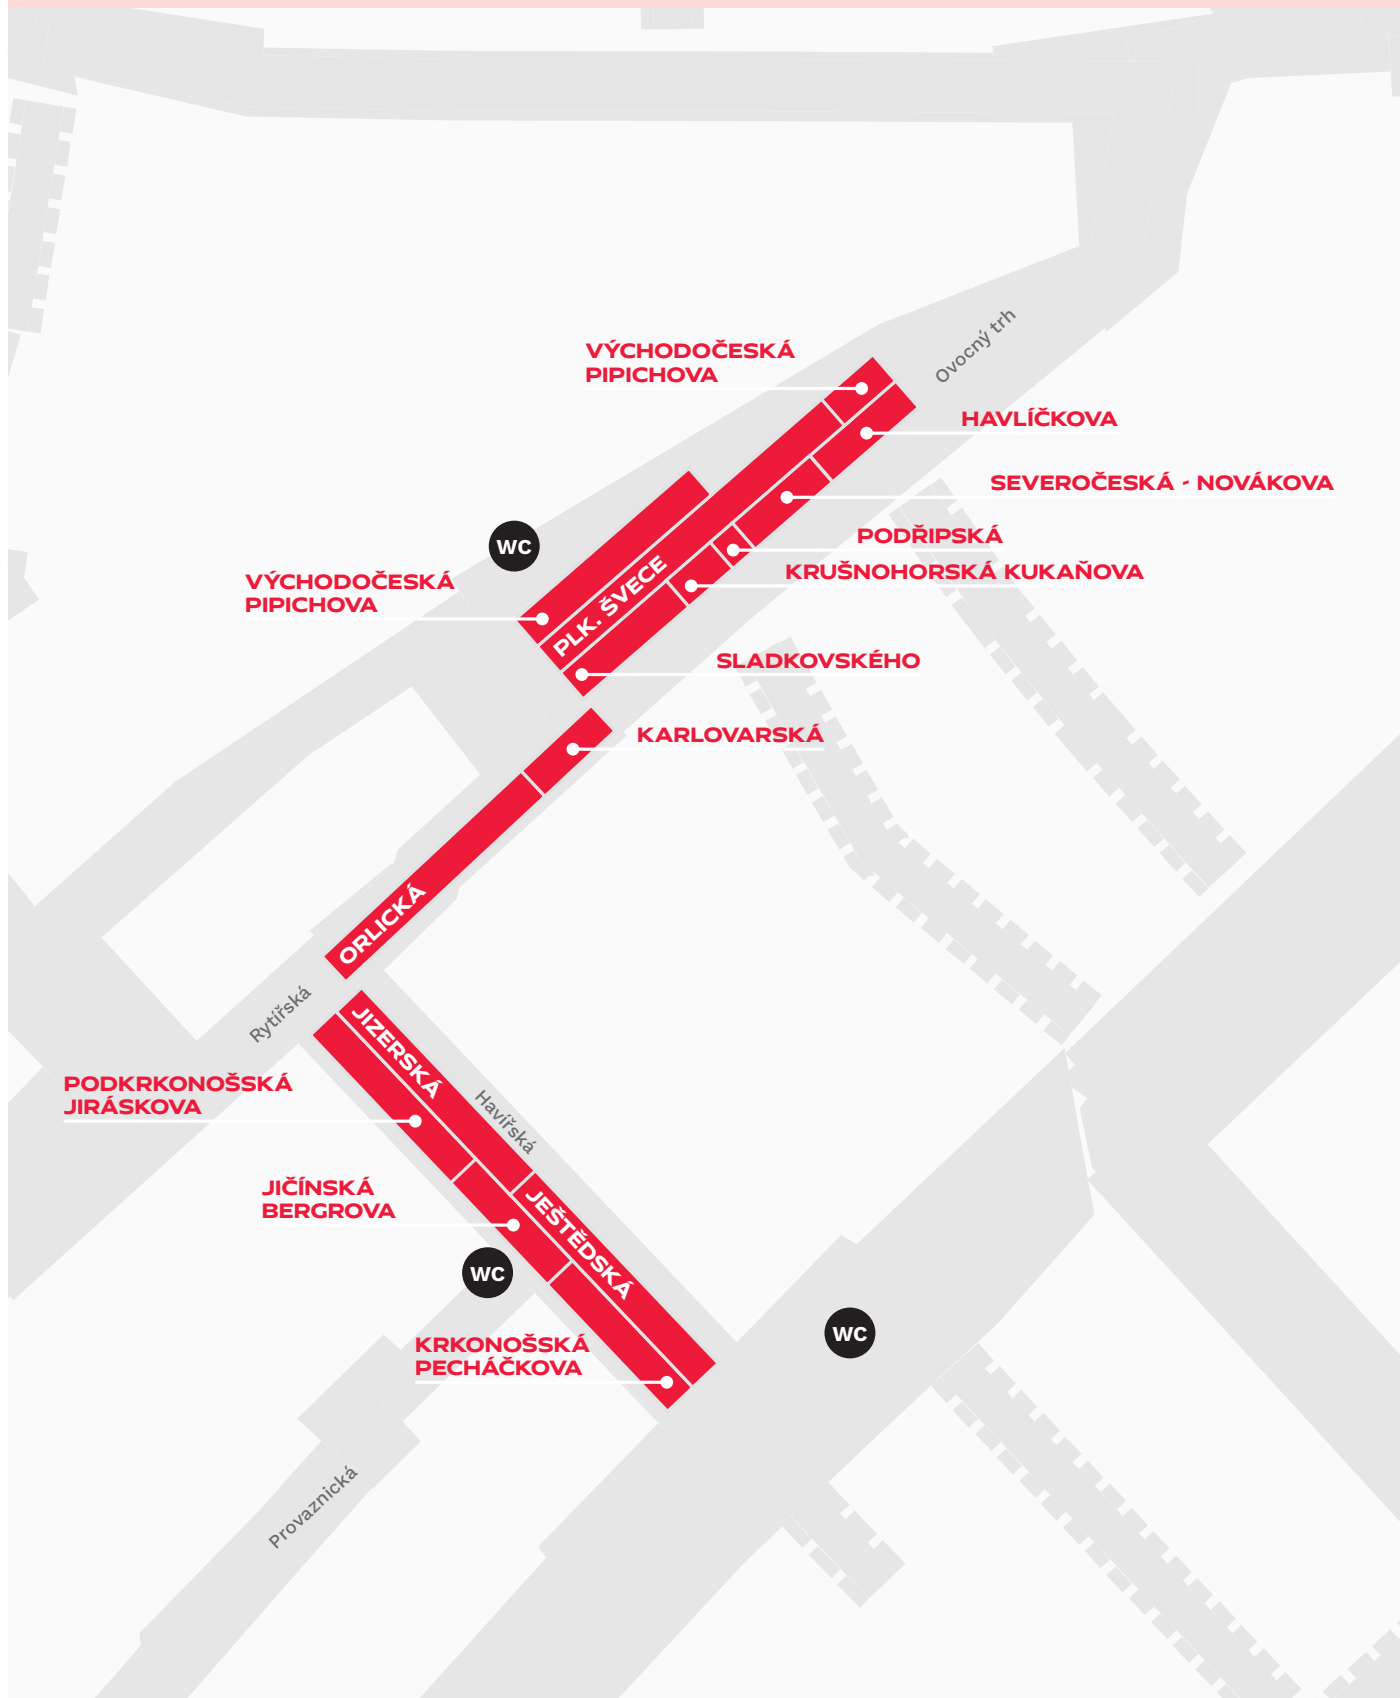 Ovocný trh
VÝCHODOČESKÁ
PIPICHOVA
HAVLÍČKOVA
SEVEROČESKÁ - NOVÁKOVA
WC
PODŘIPSKÁ
KRUŠNOHORSKÁ KUKAŇOVA
VÝCHODOČESKÁ
PIPICHOVA
PLK. ŠVECE
SLADKOVSKÉHO
KARLOVARSKÁ
ORLICKÁ
Rytířská
JIZERSKÁ
PODKRKONOŠSKÁ
JIRÁSKOVA
Havířská
JIČÍNSKÁ
BERGROVA
JEŠTĚDSKÁ
WC
WC
KRKONOŠSKÁ
PECHÁČKOVA
Provaznická